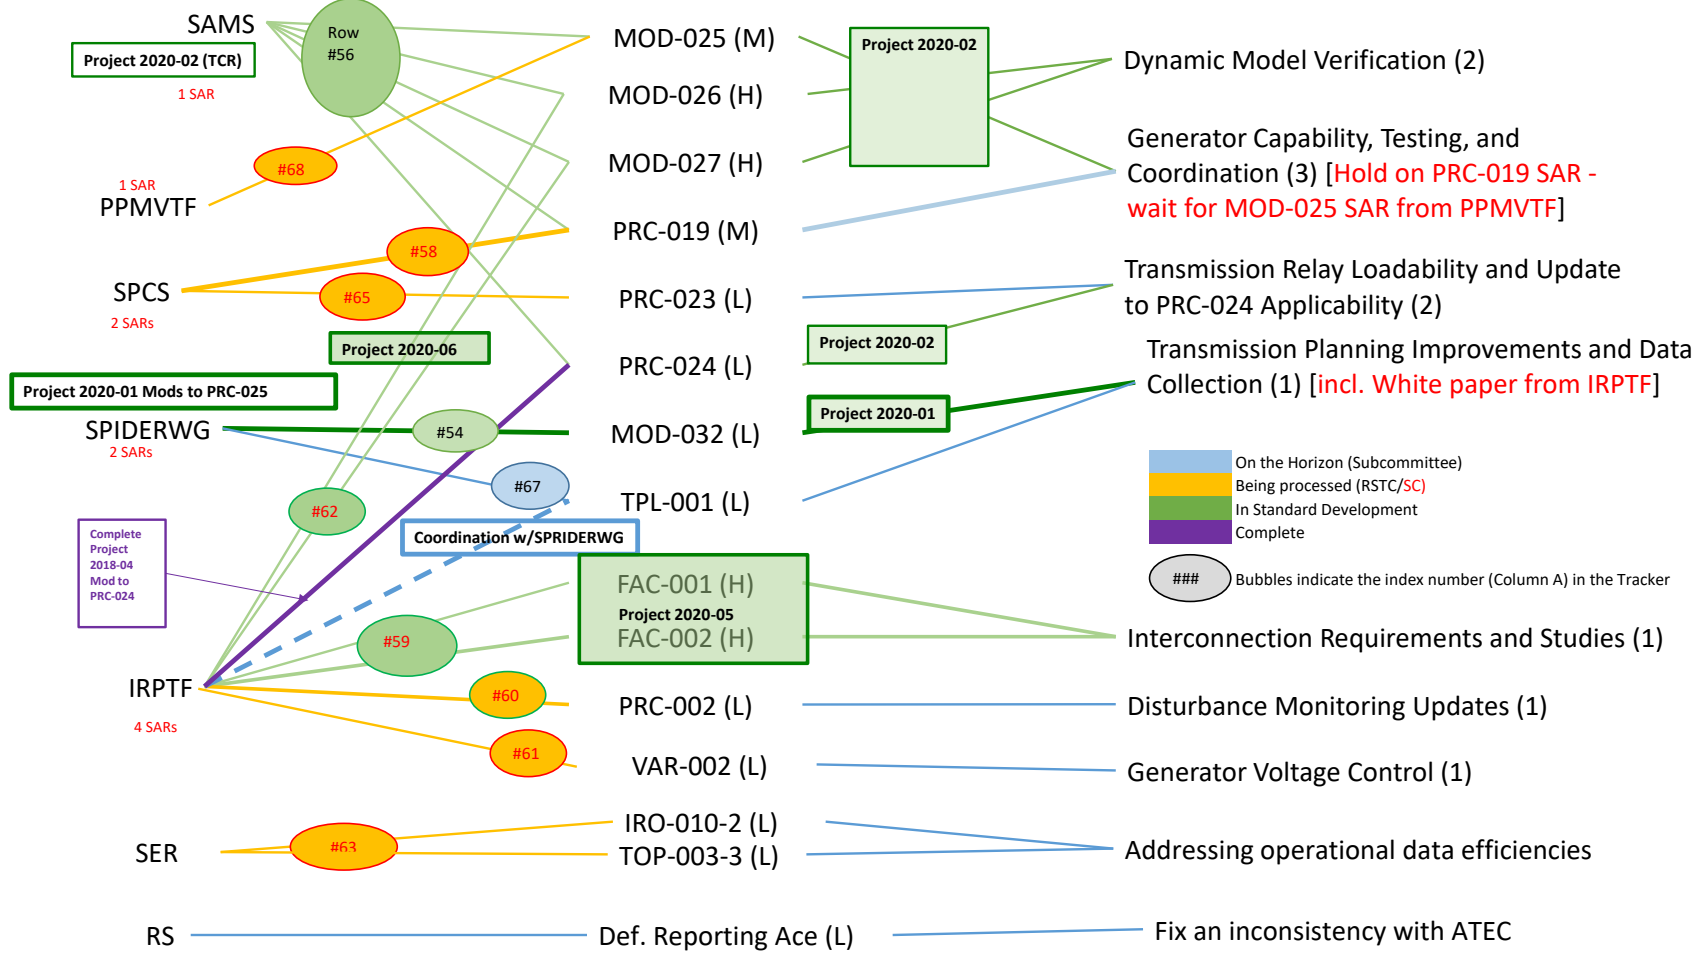 SAMS
Project 2020-02 (TCR)
1 SAR
Row
#56
#68
1 SAR
PPMVTF
#58
SPCS
#65
2 SARs
Project 2020-06
Project 2020-01 Mods to PRC-025
SPIDERWG
2 SARs
#54
#67
#62
Coordination w/SPRIDERWG
Complete
Project
2018-04
Mod to
PRC-024
#59
IRPTF
4 SARs
#60
#61
SER
#63
RS
MOD-025 (M)
MOD-026 (H)
MOD-027 (H)
PRC-019 (M)
PRC-023 (L)
PRC-024 (L)
MOD-032 (L)
TPL-001 (L)
FAC-001 (H)
Project 2020-05
FAC-002 (H)
PRC-002 (L)
VAR-002 (L)
IRO-010-2 (L)
TOP-003-3 (L)
Def. Reporting Ace (L)
Project 2020-02
Project 2020-02
Project 2020-01
Dynamic Model Verification (2)
Generator Capability, Testing, and
Coordination (3) [Hold on PRC-019 SAR -
wait for MOD-025 SAR from PPMVTF]
Transmission Relay Loadability and Update
to PRC-024 Applicability (2)
Transmission Planning Improvements and Data
Collection (1) [incl. White paper from IRPTF]
On the Horizon (Subcommittee)
Being processed (RSTC/SC)
In Standard Development
Complete
###
Bubbles indicate the index number (Column A) in the Tracker
Interconnection Requirements and Studies (1)
Disturbance Monitoring Updates (1)
Generator Voltage Control (1)
Addressing operational data efficiencies
Fix an inconsistency with ATEC